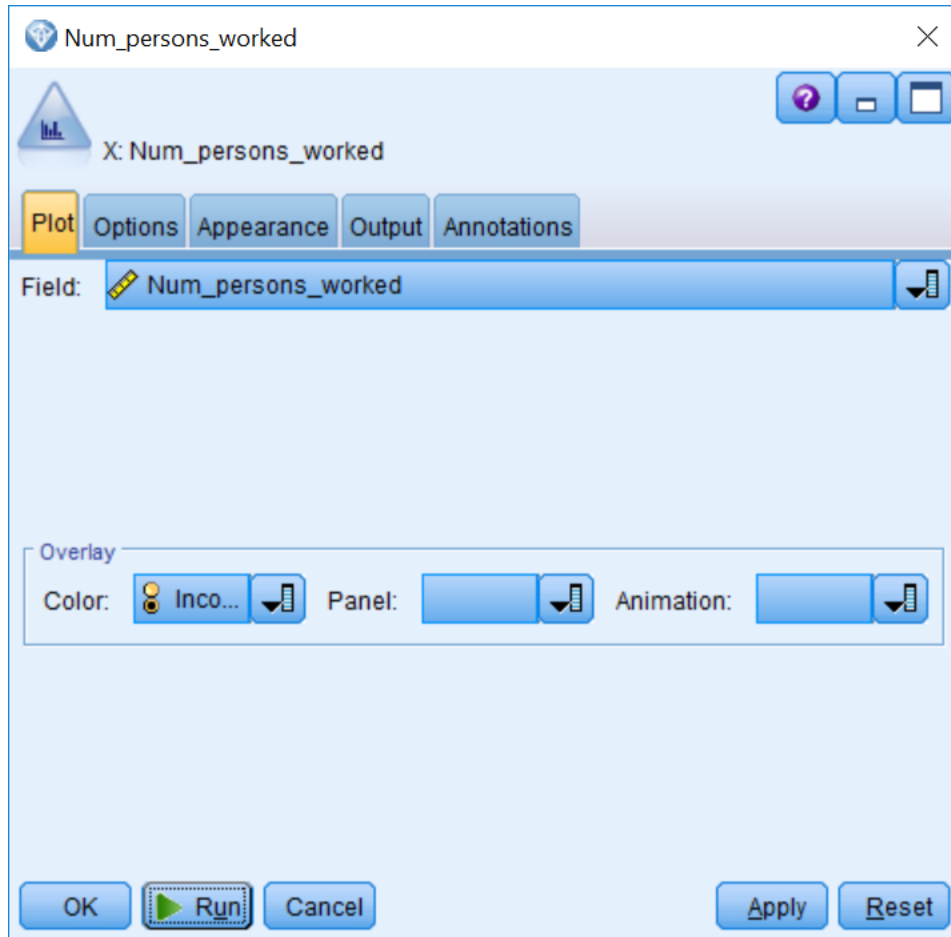 Num_persons_worked
X: Num_persons_worked
Plot Options Appearance Output Annotations
Field: Num_persons_worked
Overlay
Color: Inco... Panel: Animation:
OK Run Cancel Apply Reset